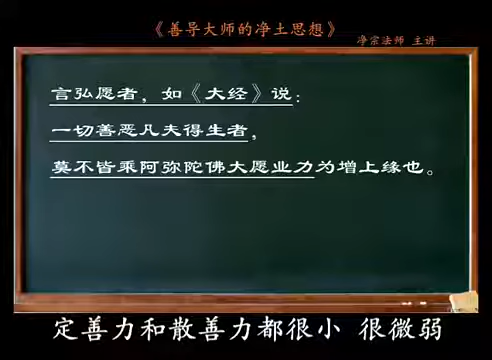 《善导大师的净土思想》
净宗法师 主讲
言弘愿者，如《大经》说：
一切善恶凡夫得生者，
莫不皆乘阿弥陀佛大愿业力为增上缘也。
定善力和散善力都很小 很微弱